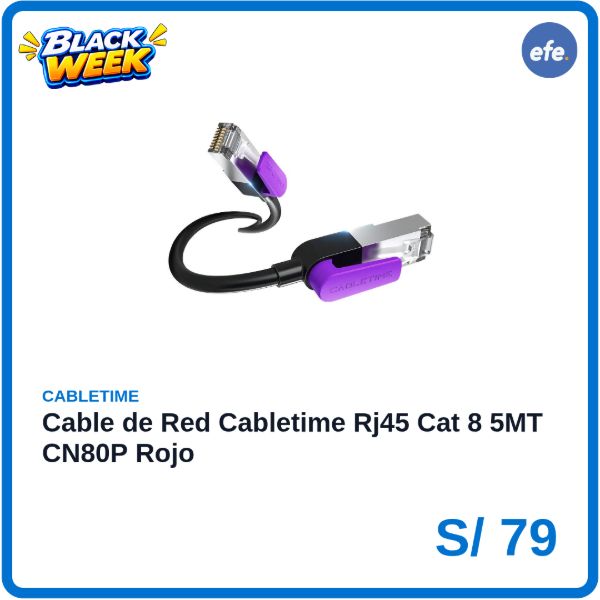 BLACK
WEEK
efe.
CABLETIME
CABLETIME
Cable de Red Cabletime Rj45 Cat 8 5MT
CN80P Rojo
S/ 79